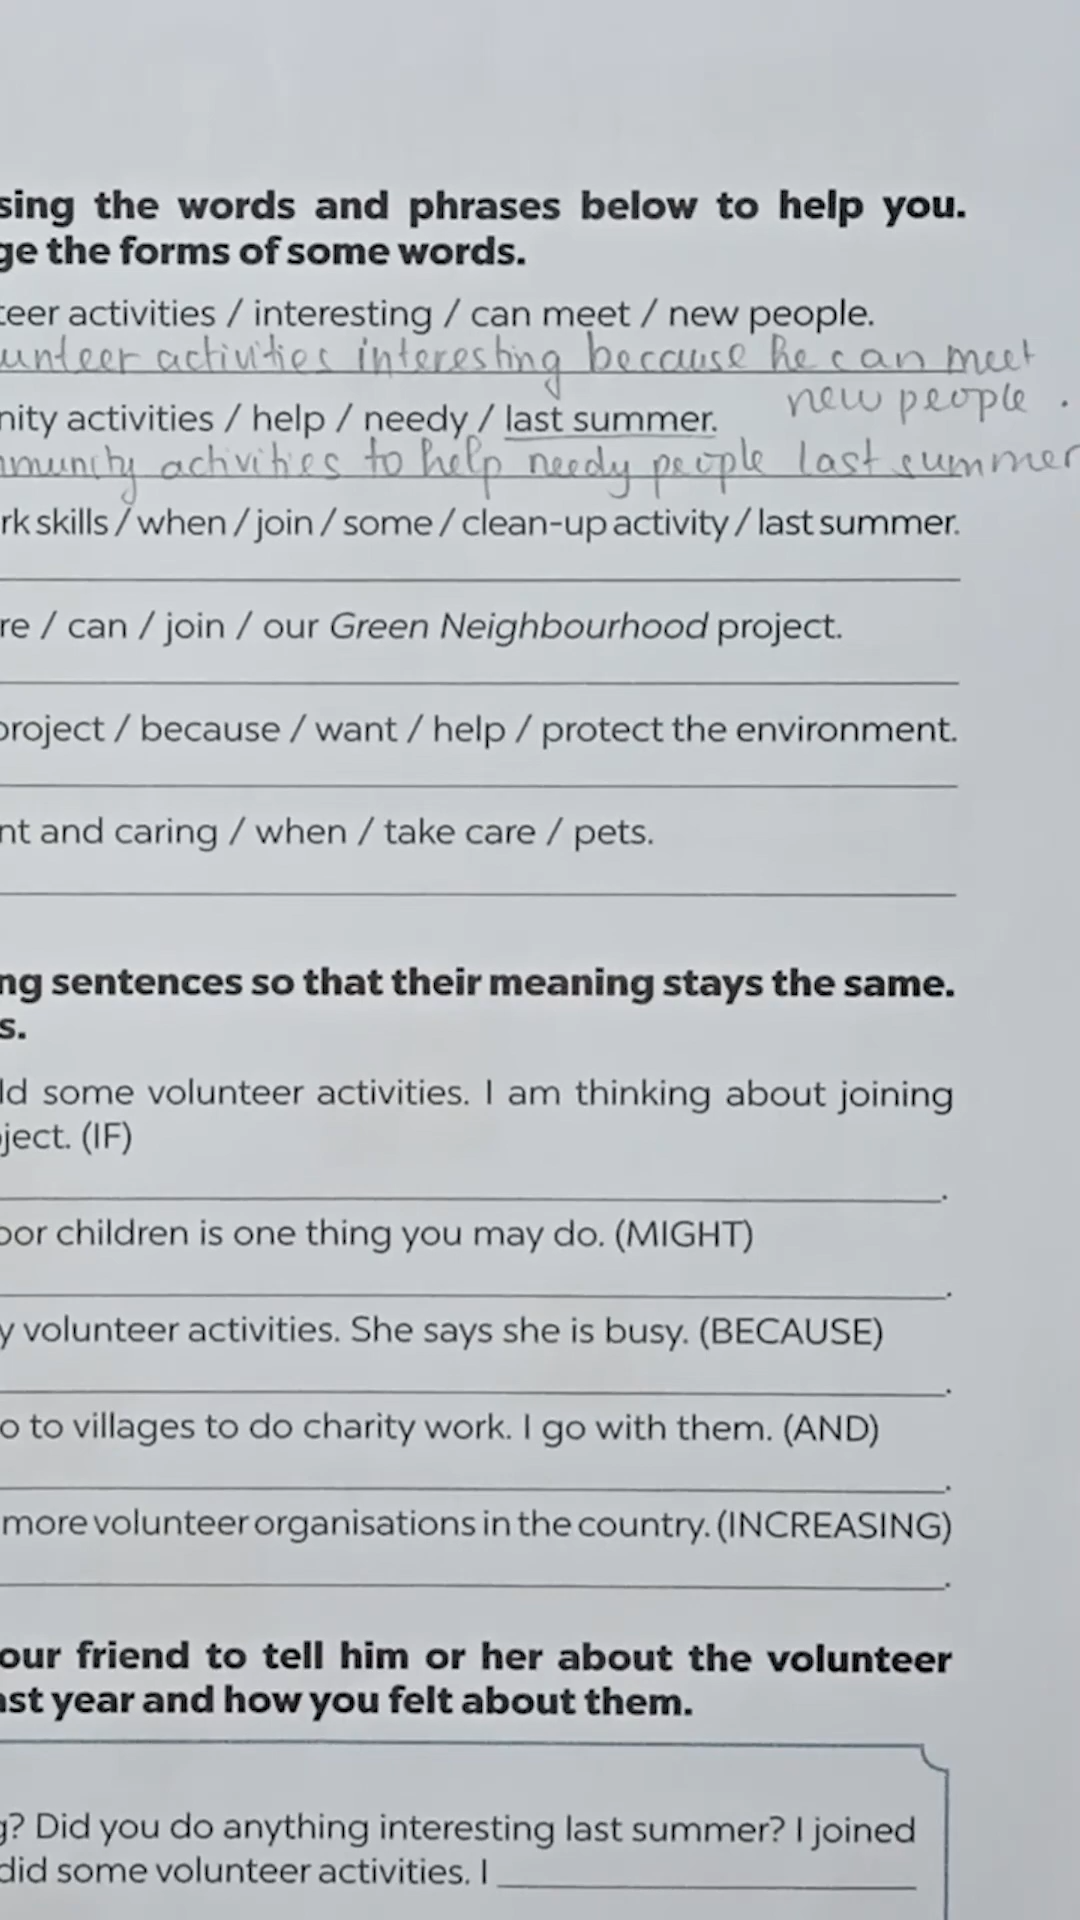 sing the words and phrases below to help you.
ge the forms of some words.
teer activities / interesting / can meet / new people.
unteer activities interesting because he can meet
new people.
nity activities / help / needy / last summer.
mmunity activities to help needy people last summer
rk skills / when / join / some / clean-up activity / last summer.
re / can / join / our Green Neighbourhood project.
project / because / want / help / protect the environment.
nt and caring / when / take care / pets.
ng sentences so that their meaning stays the same.
s.
ld some volunteer activities. I am thinking about joining
ject. (IF)
oor children is one thing you may do. (MIGHT)
y volunteer activities. She says she is busy. (BECAUSE)
o to villages to do charity work. I go with them. (AND)
more volunteer organisations in the country. (INCREASING)
our friend to tell him or her about the volunteer
ast year and how you felt about them.
g? Did you do anything interesting last summer? I joined
did some volunteer activities. I